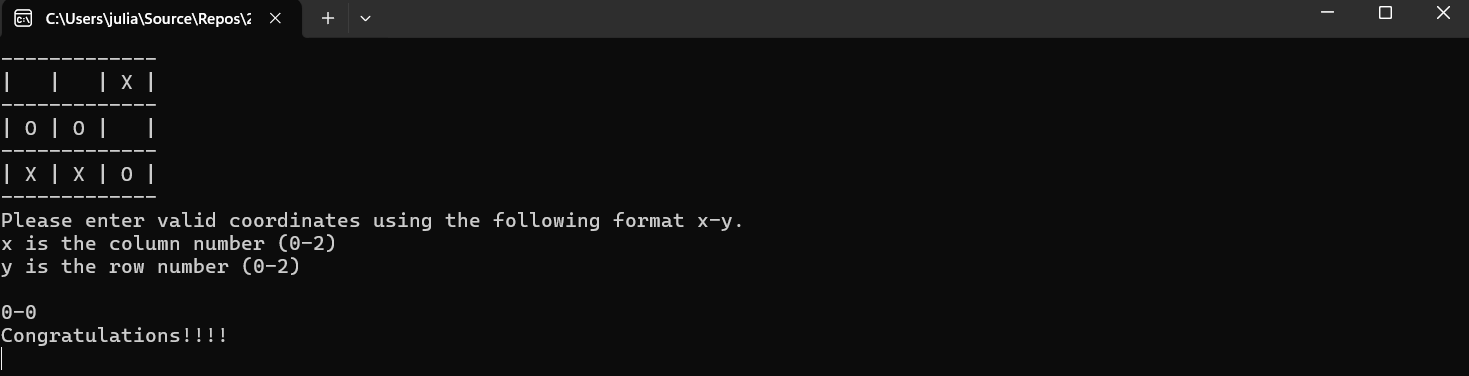 C:\Users\julia\Source\Repos\2
-------------
|   |   | X |
-------------
| O | O |   |
-------------
| X | X | O |
-------------
Please enter valid coordinates using the following format x-y.
x is the column number (0-2)
y is the row number (0-2)
0-0
Congratulations!!!!